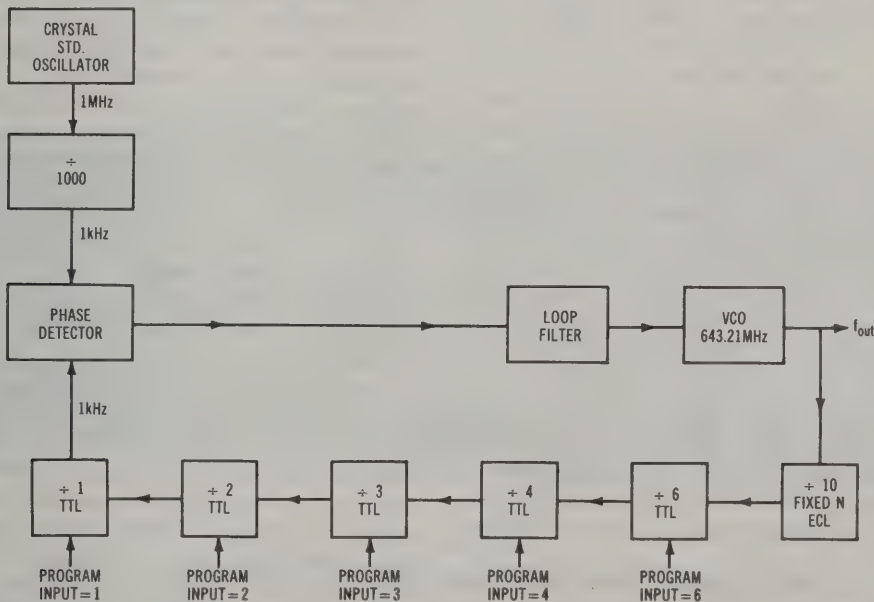 CRYSTAL
STD.
OSCILLATOR
1MHz
÷
1000
1kHz
PHASE
DETECTOR
LOOP
FILTER
VCO
643.21MHz
fout
1kHz
÷ 1
TTL
÷ 2
TTL
÷ 3
TTL
÷ 4
TTL
÷ 6
TTL
÷ 10
FIXED N
ECL
PROGRAM
INPUT=1
PROGRAM
INPUT=2
PROGRAM
INPUT=3
PROGRAM
INPUT=4
PROGRAM
INPUT=6